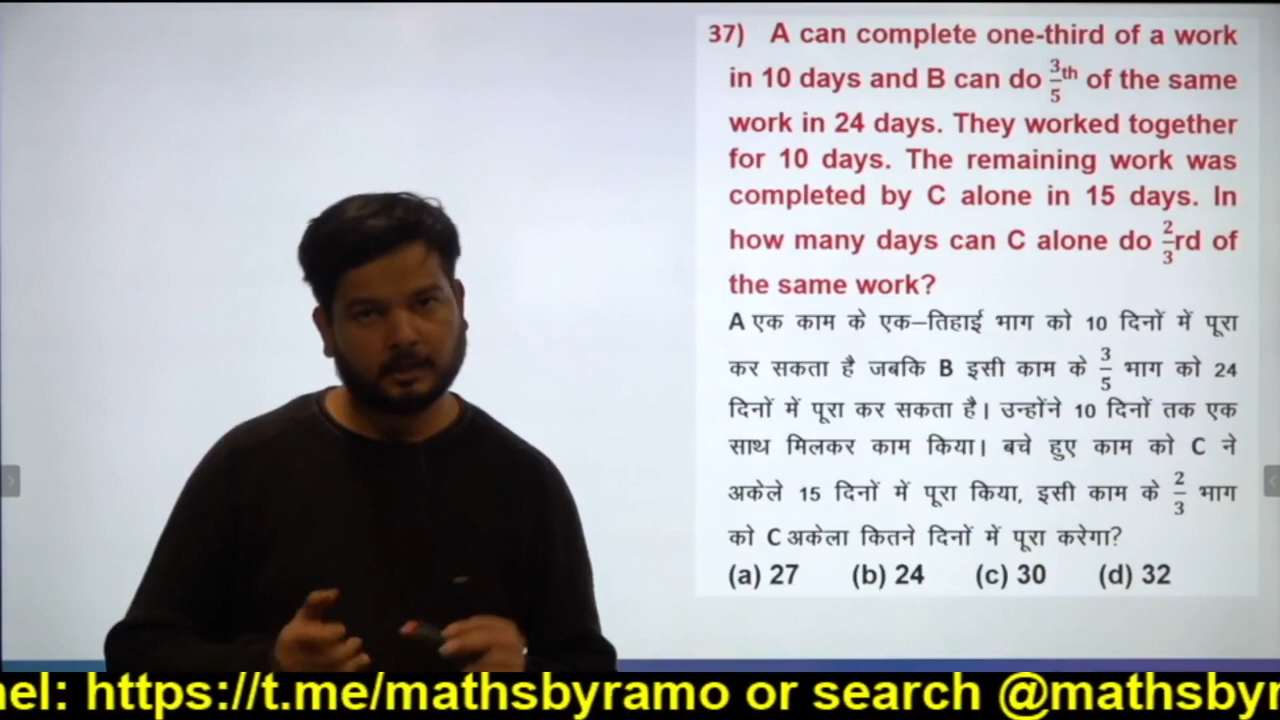 37) A can complete one-third of a work
in 10 days and B can do 3/5 th of the same
work in 24 days. They worked together
for 10 days. The remaining work was
completed by C alone in 15 days. In
how many days can C alone do 2/3 rd of
the same work?
A एक काम के एक–तिहाई भाग को 10 दिनों में पूरा
कर सकता है जबकि B इसी काम के 3/5 भाग को 24
दिनों में पूरा कर सकता है। उन्होंने 10 दिनों तक एक
साथ मिलकर काम किया। बचे हुए काम को C ने
अकेले 15 दिनों में पूरा किया, इसी काम के 2/3 भाग
को C अकेला कितने दिनों में पूरा करेगा?
(a) 27 (b) 24 (c) 30 (d) 32
nel: https://t.me/mathsbyramo or search @mathsbyr